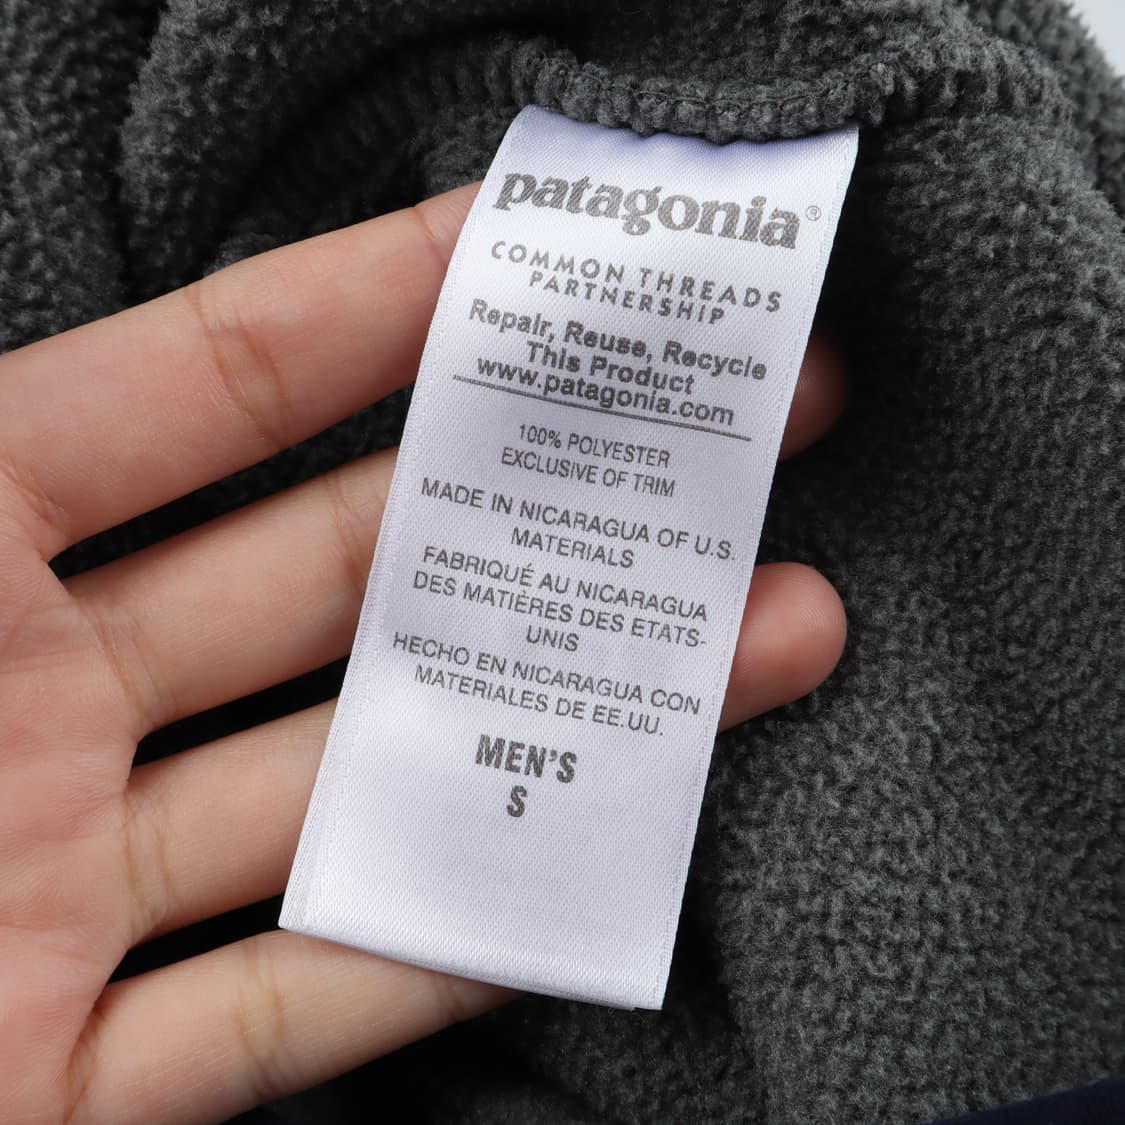 patagonia®
COMMON THREADS
PARTNERSHIP
Repair, Reuse, Recycle
This Product
www.patagonia.com
100% POLYESTER
EXCLUSIVE OF TRIM
MADE IN NICARAGUA OF U.S.
MATERIALS
FABRIQUÉ AU NICARAGUA
DES MATIÈRES DES ETATS-
UNIS
HECHO EN NICARAGUA CON
MATERIALES DE EE.UU.
MEN'S
S